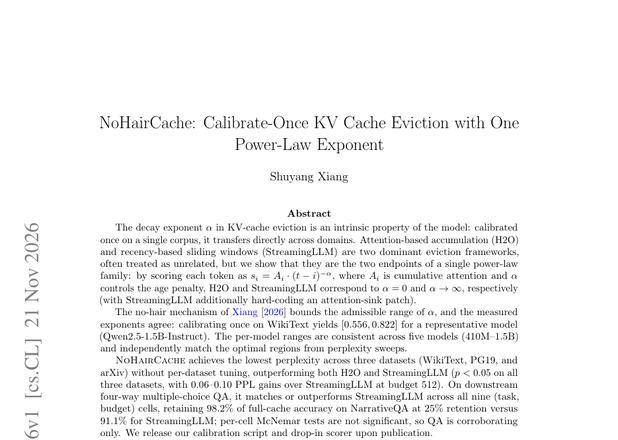 NoHairCache: Calibrate-Once KV Cache Eviction with One
Power-Law Exponent
Shuyang Xiang
Abstract
The decay exponent α in KV-cache eviction is an intrinsic property of the model: calibrated
once on a single corpus, it transfers directly across domains. Attention-based accumulation (H2O)
and recency-based sliding windows (StreamingLLM) are two dominant eviction frameworks,
often treated as unrelated, but we show that they are the two endpoints of a single power-law
family: by scoring each token as sᵢ = Aᵢ · (t − i)^−α, where Aᵢ is cumulative attention and α
controls the age penalty, H2O and StreamingLLM correspond to α = 0 and α → ∞, respectively
(with StreamingLLM additionally hard-coding an attention-sink patch).
The no-hair mechanism of Xiang [2026] bounds the admissible range of α, and the measured
exponents agree: calibrating once on WikiText yields [0.556, 0.822] for a representative model
(Qwen2.5-1.5B-Instruct). The per-model ranges are consistent across five models (410M–1.5B)
and independently match the optimal regions from perplexity sweeps.
NoHairCache achieves the lowest perplexity across three datasets (WikiText, PG19, and
arXiv) without per-dataset tuning, outperforming both H2O and StreamingLLM (p < 0.05 on all
three datasets, with 0.06–0.10 PPL gains over StreamingLLM at budget 512). On downstream
four-way multiple-choice QA, it matches or outperforms StreamingLLM across all nine (task,
budget) cells, retaining 98.2% of full-cache accuracy on NarrativeQA at 25% retention versus
91.1% for StreamingLLM; per-cell McNemar tests are not significant, so QA is corroborating
only. We release our calibration script and drop-in scorer upon publication.
6v1 [cs.CL] 21 Nov 2026